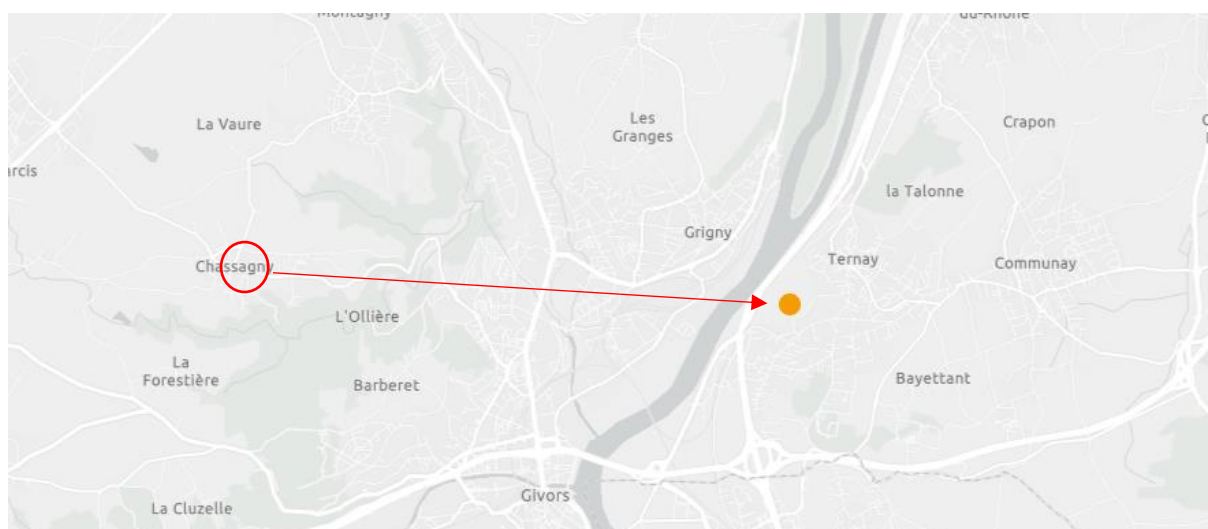 Montagny
du-Rhône
La Vaure
Les
Granges
Crapon
arcis
la Talonne
Grigny
Chassagny
Ternay
Communay
L'Ollière
La
Forestière
Barberet
Bayettant
Givors
La Cluzelle